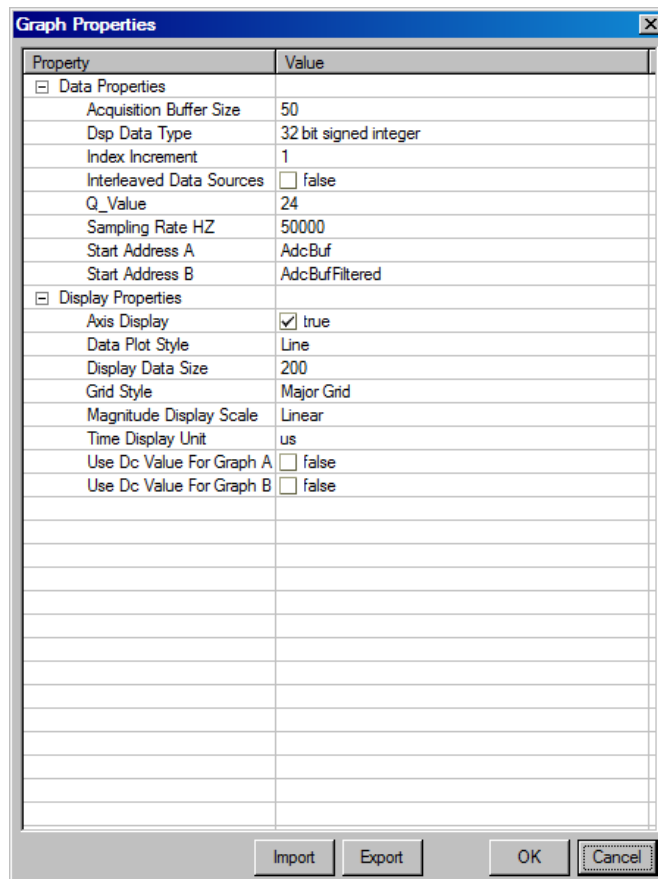 Graph Properties
Property Value
Data Properties
Acquisition Buffer Size 50
Dsp Data Type 32 bit signed integer
Index Increment 1
Interleaved Data Sources false
Q_Value 24
Sampling Rate HZ 50000
Start Address A AdcBuf
Start Address B AdcBufFiltered
Display Properties
Axis Display true
Data Plot Style Line
Display Data Size 200
Grid Style Major Grid
Magnitude Display Scale Linear
Time Display Unit us
Use Dc Value For Graph A false
Use Dc Value For Graph B false
Import Export OK Cancel